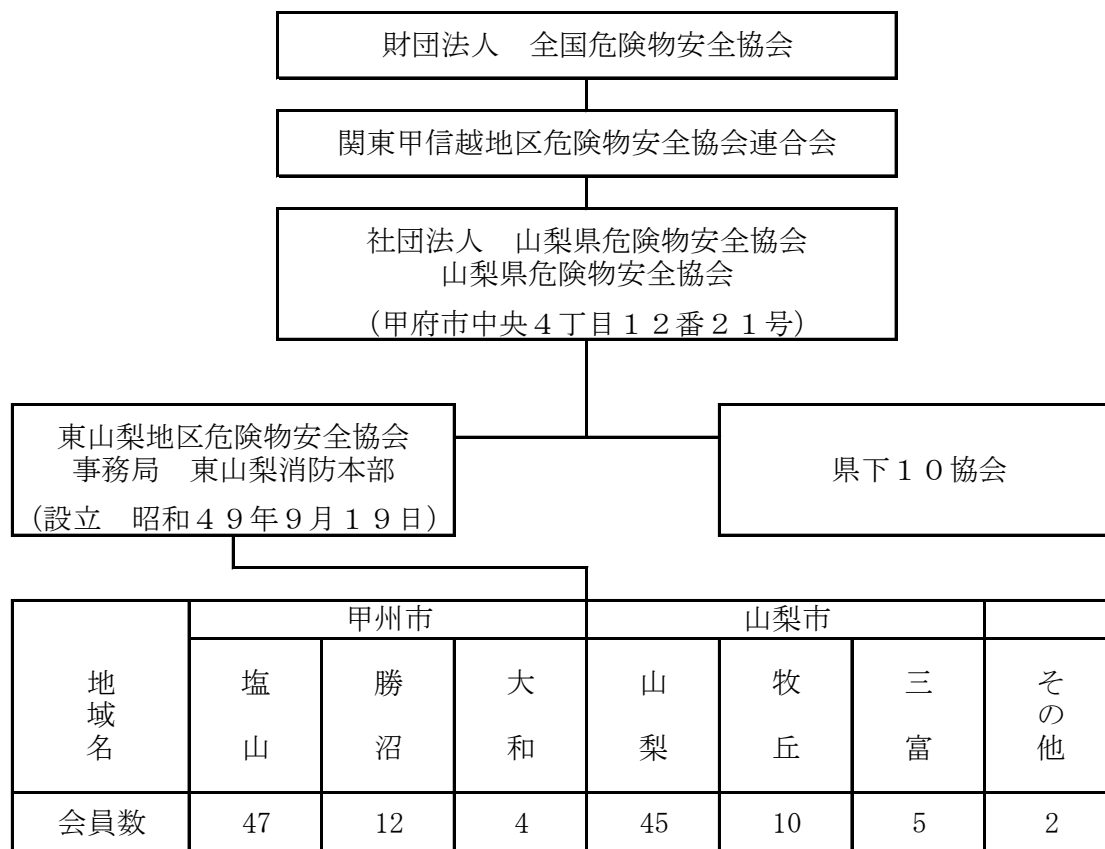 財団法人　全国危険物安全協会
関東甲信越地区危険物安全協会連合会
社団法人　山梨県危険物安全協会
山梨県危険物安全協会
（甲府市中央４丁目１２番２１号）
東山梨地区危険物安全協会
事務局　東山梨消防本部
（設立　昭和４９年９月１９日）
県下１０協会
甲州市 山梨市
地域名 塩山 勝沼 大和 山梨 牧丘 三富 その他
会員数 47 12 4 45 10 5 2